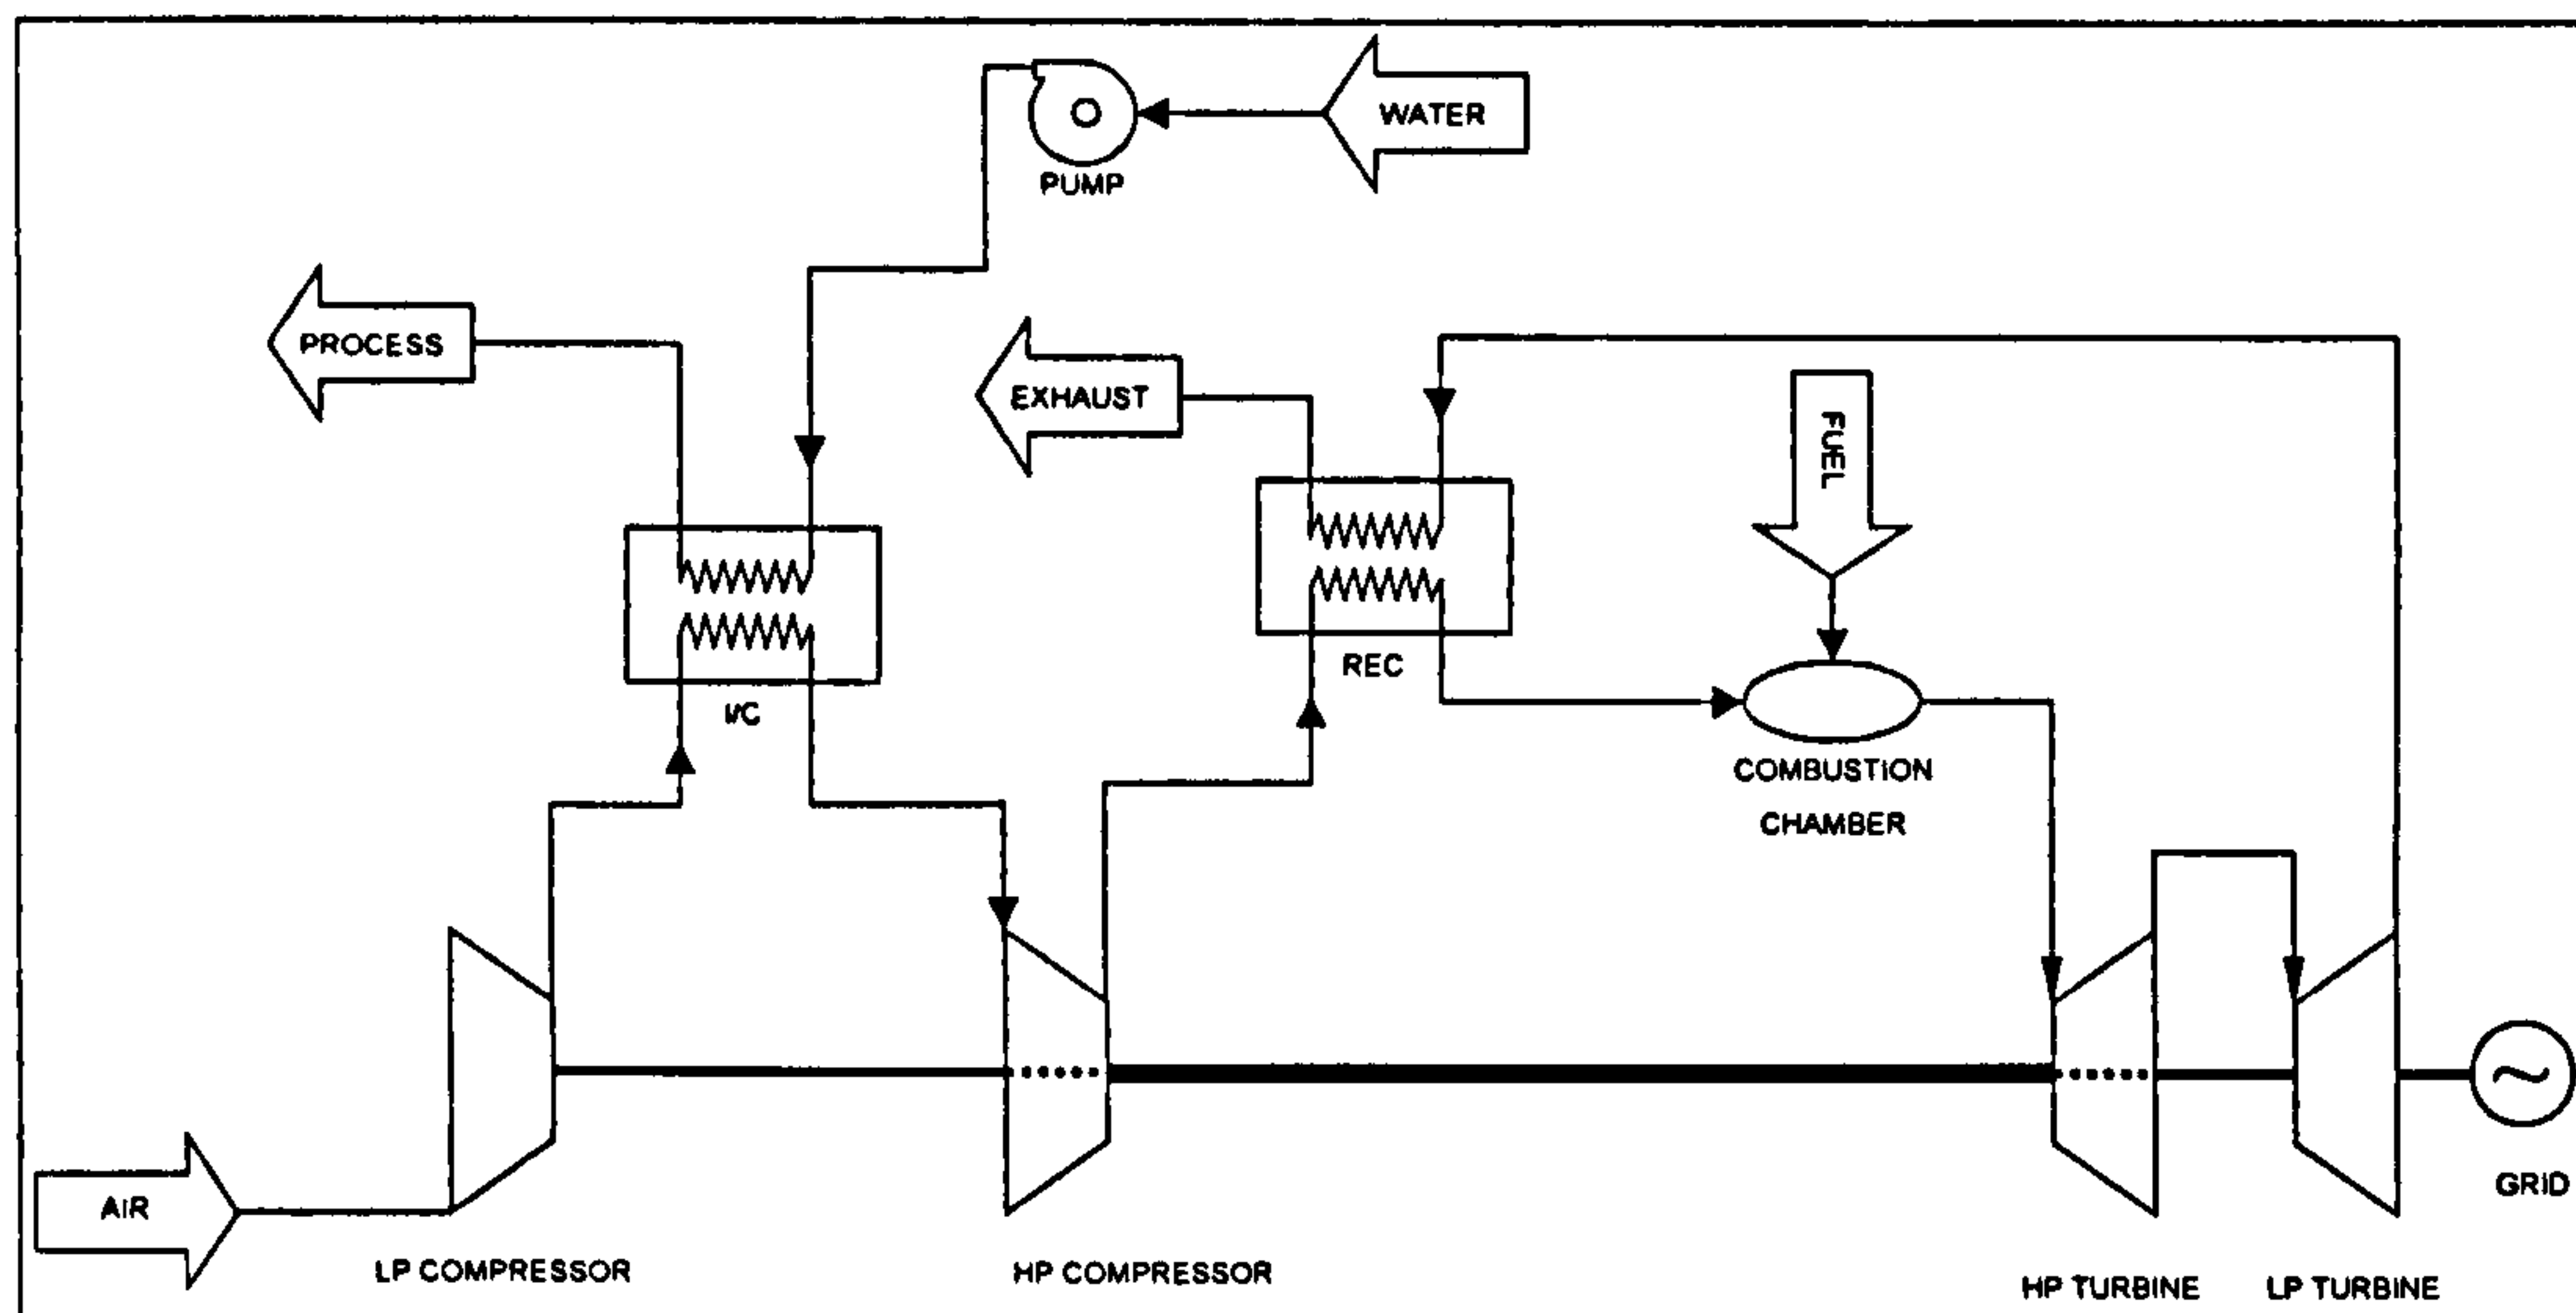 WATER
PUMP
PROCESS
EXHAUST
FUEL
REC
I/C
COMBUSTION
CHAMBER
AIR
GRID
LP COMPRESSOR
HP COMPRESSOR
HP TURBINE
LP TURBINE